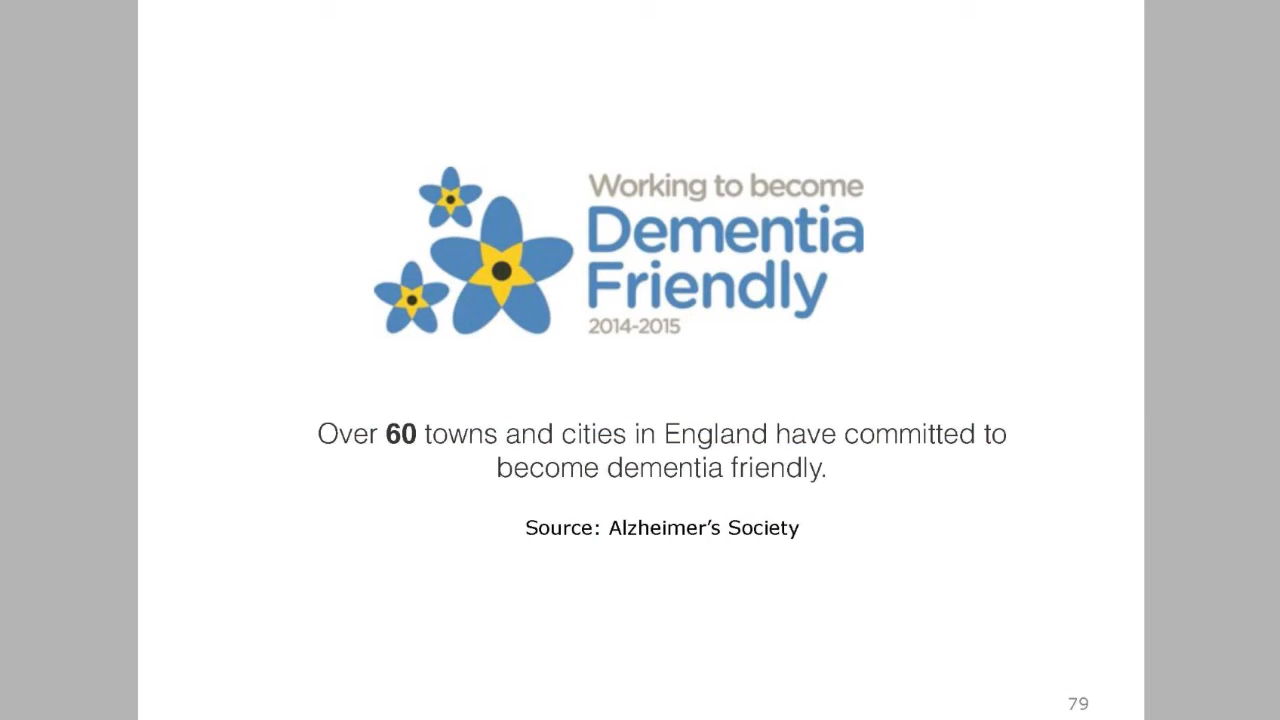 Working to become
Dementia
Friendly
2014-2015
Over 60 towns and cities in England have committed to
become dementia friendly.
Source: Alzheimer’s Society
79